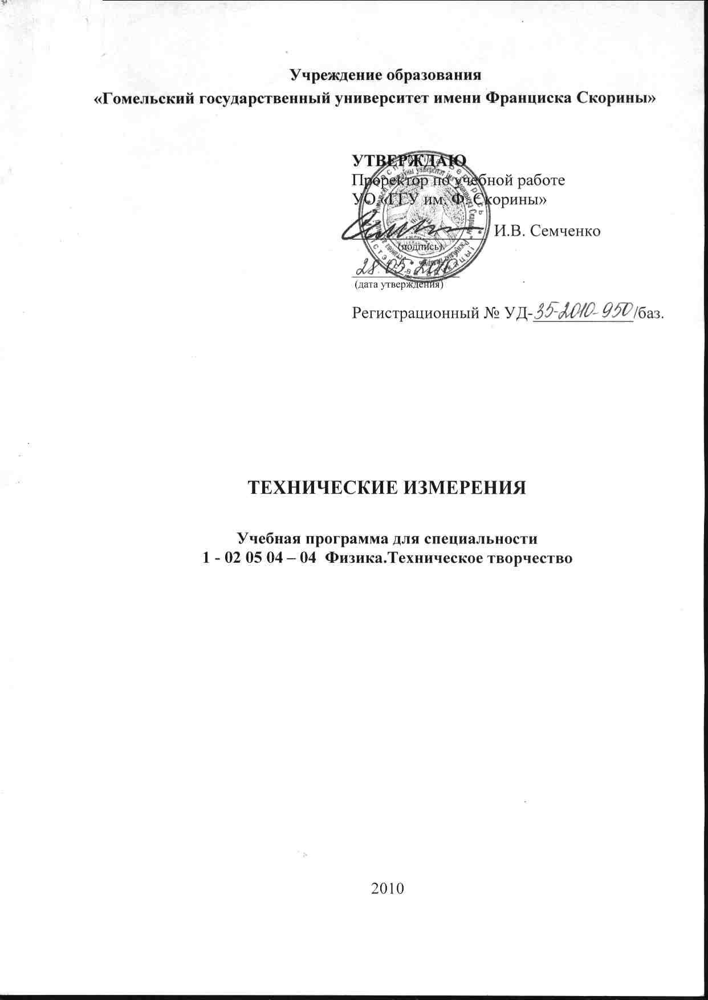 Учреждение образования
«Гомельский государственный университет имени Франциска Скорины»
УТВЕРЖДАЮ
Проректор по учебной работе
УО «ГГУ им. Ф. Скорины»
И.В. Семченко
(подпись)
28.05.2010
(дата утверждения)
Регистрационный № УД-35-2010-950/баз.
ТЕХНИЧЕСКИЕ ИЗМЕРЕНИЯ
Учебная программа для специальности
1 - 02 05 04 – 04 Физика.Техническое творчество
2010